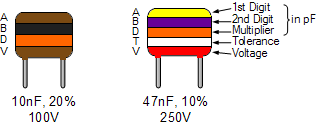 A
B
D
V
10nF, 20%
100V
A
B
D
T
V
1st Digit
2nd Digit
Multiplier
Tolerance
Voltage
in pF
47nF, 10%
250V